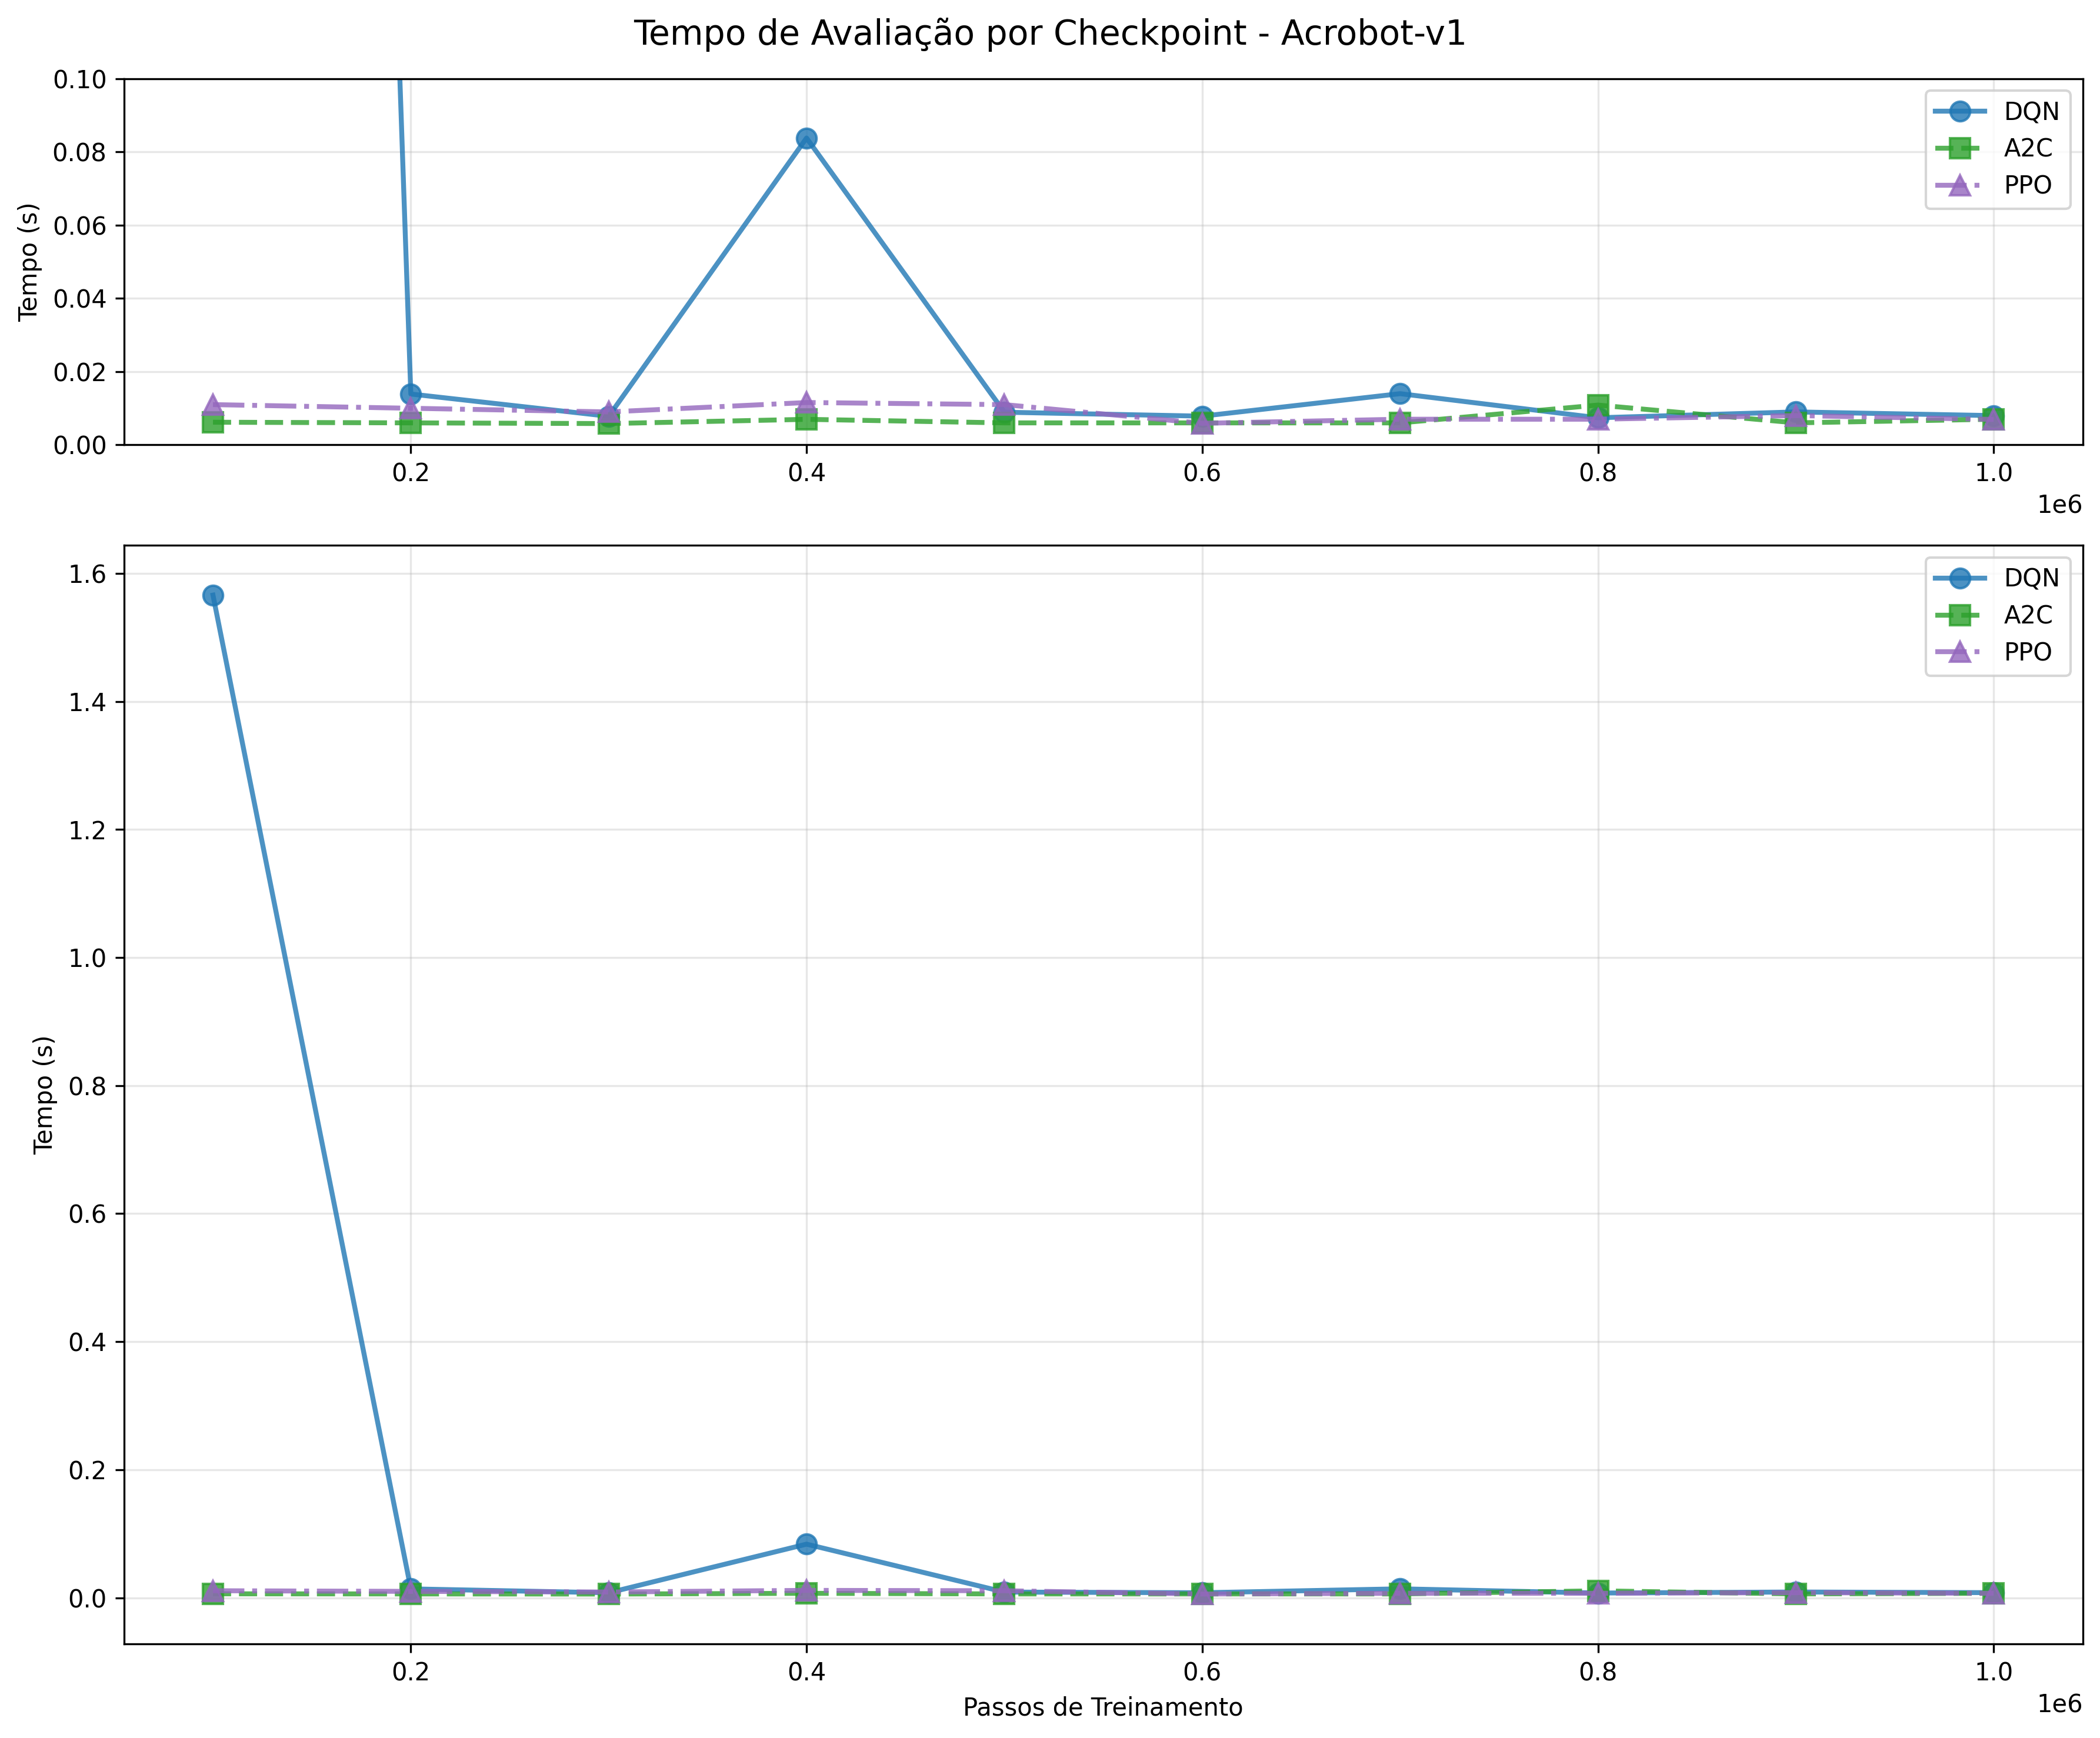 Tempo de Avaliação por Checkpoint - Acrobot-v1
Tempo (s)
0.10
0.08
0.06
0.04
0.02
0.00
DQN
A2C
PPO
0.2
0.4
0.6
0.8
1.0
1e6
Tempo (s)
1.6
1.4
1.2
1.0
0.8
0.6
0.4
0.2
0.0
DQN
A2C
PPO
0.2
0.4
0.6
0.8
1.0
1e6
Passos de Treinamento